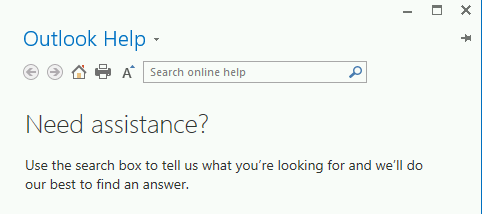 Outlook Help
Search online help
Need assistance?
Use the search box to tell us what you're looking for and we'll do
our best to find an answer.